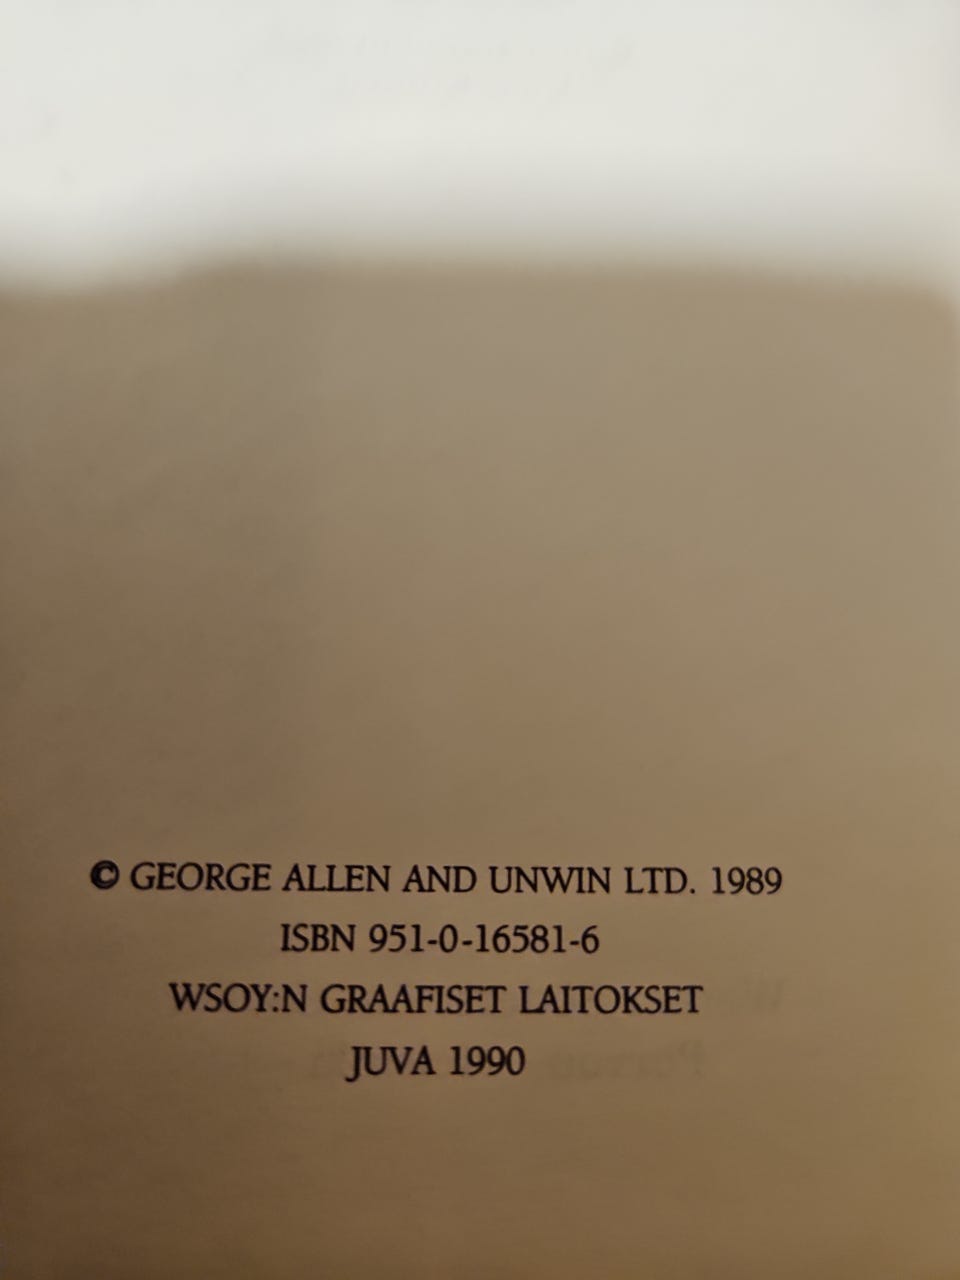 © GEORGE ALLEN AND UNWIN LTD. 1989
ISBN 951-0-16581-6
WSOY:N GRAAFISET LAITOKSET
JUVA 1990